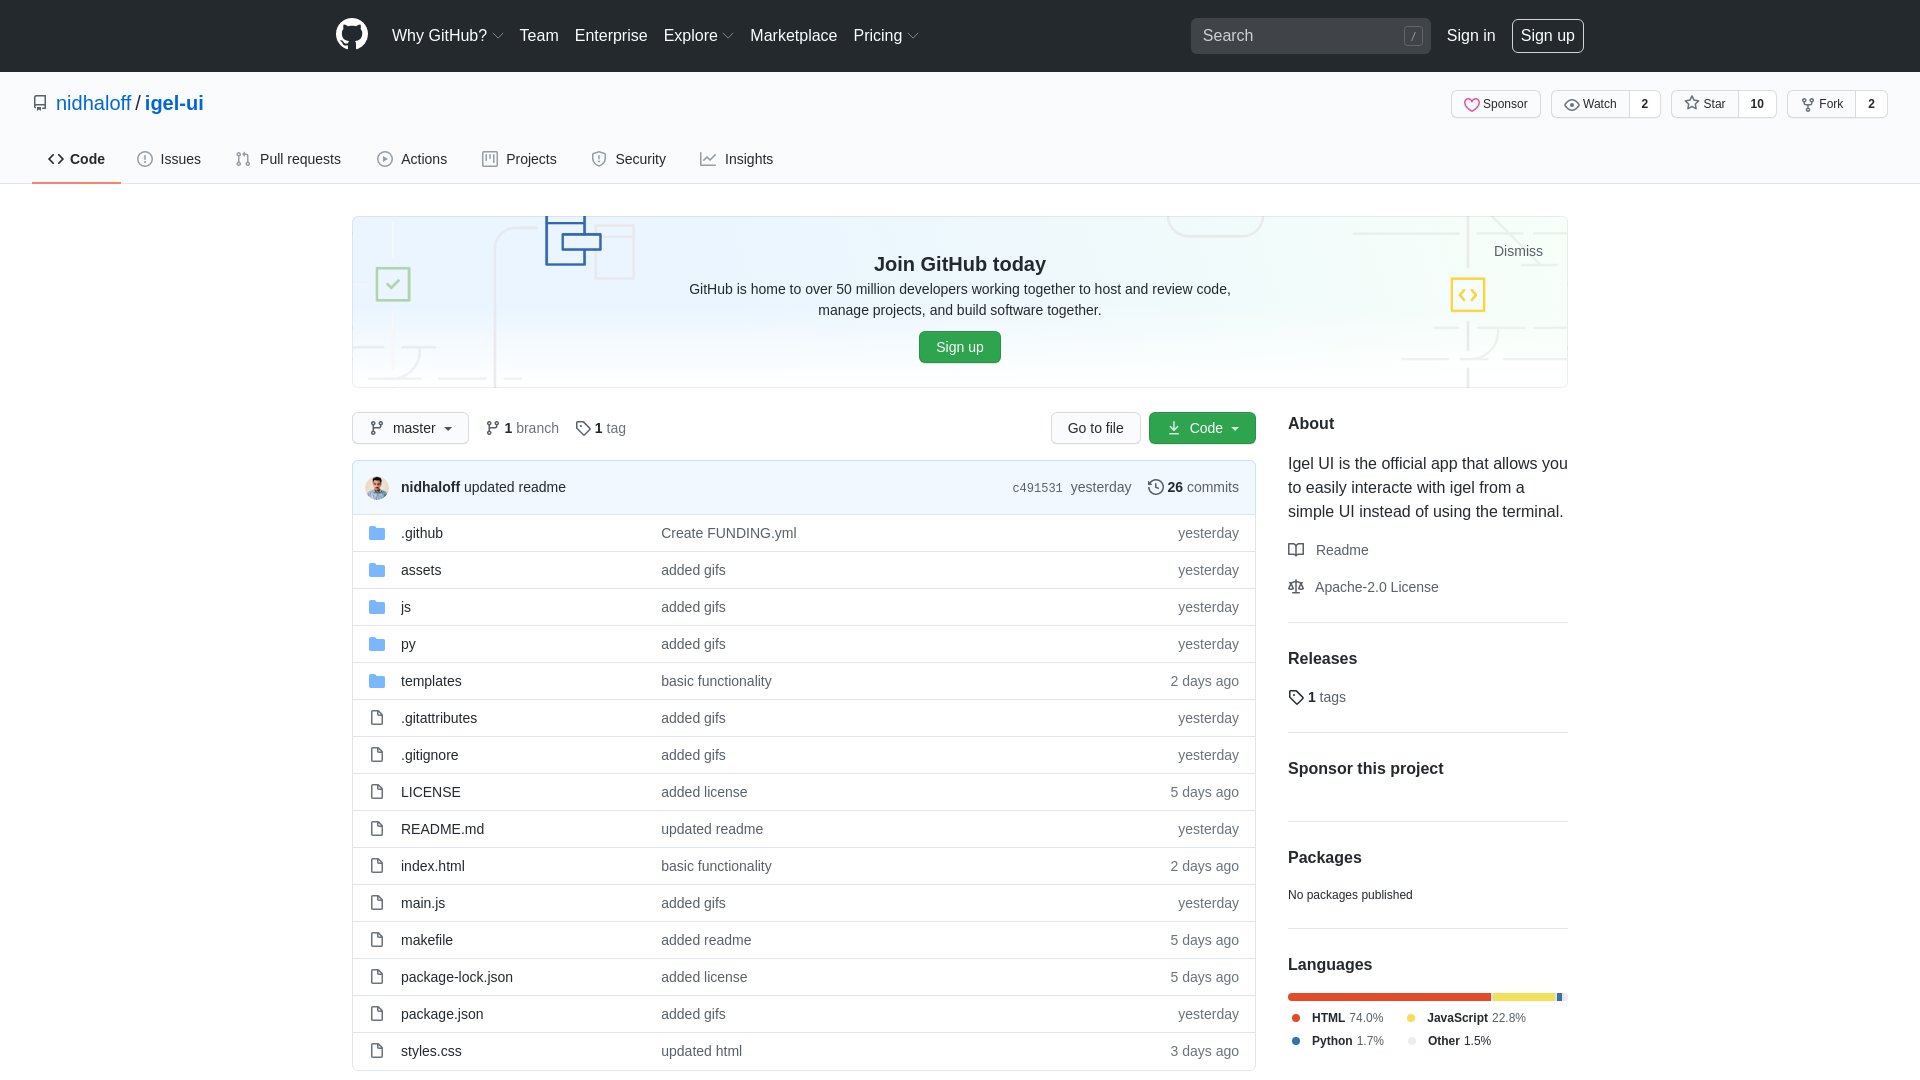 Why GitHub? Team Enterprise Explore Marketplace Pricing Search / Sign in Sign up
nidhaloff / igel-ui Sponsor Watch 2 Star 10 Fork 2
Code Issues Pull requests Actions Projects Security Insights
Dismiss
Join GitHub today
GitHub is home to over 50 million developers working together to host and review code,
manage projects, and build software together.
Sign up
master 1 branch 1 tag Go to file Code
nidhaloff updated readme c491531 yesterday 26 commits
.github Create FUNDING.yml yesterday
assets added gifs yesterday
js added gifs yesterday
py added gifs yesterday
templates basic functionality 2 days ago
.gitattributes added gifs yesterday
.gitignore added gifs yesterday
LICENSE added license 5 days ago
README.md updated readme yesterday
index.html basic functionality 2 days ago
main.js added gifs yesterday
makefile added readme 5 days ago
package-lock.json added license 5 days ago
package.json added gifs yesterday
styles.css updated html 3 days ago
About
Igel UI is the official app that allows you
to easily interacte with igel from a
simple UI instead of using the terminal.
Readme
Apache-2.0 License
Releases
1 tags
Sponsor this project
Packages
No packages published
Languages
HTML 74.0% JavaScript 22.8%
Python 1.7% Other 1.5%